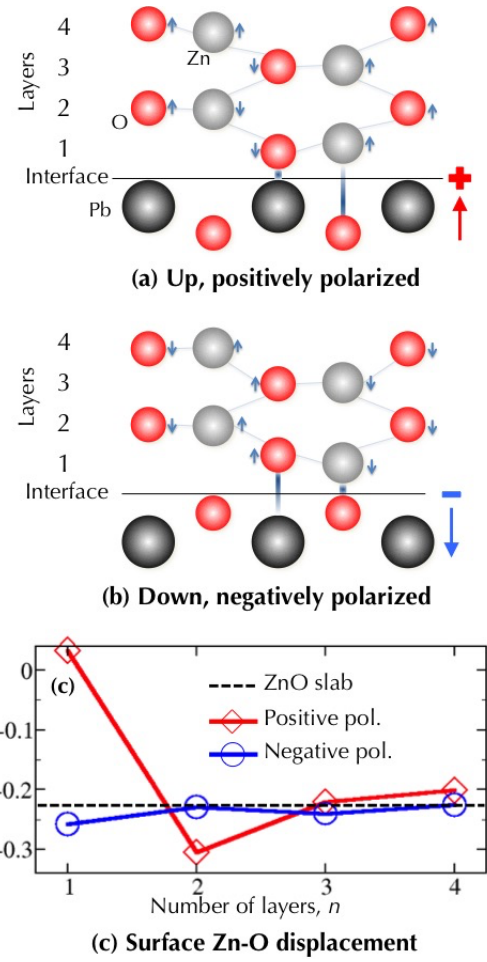 4
Zn
Layers
3
O
2
1
Interface
Pb
(a) Up, positively polarized
4
Layers
3
2
1
Interface
(b) Down, negatively polarized
0
(c)
ZnO slab
-0.1
Positive pol.
Negative pol.
-0.2
-0.3
1 2 3 4
Number of layers, n
(c) Surface Zn-O displacement